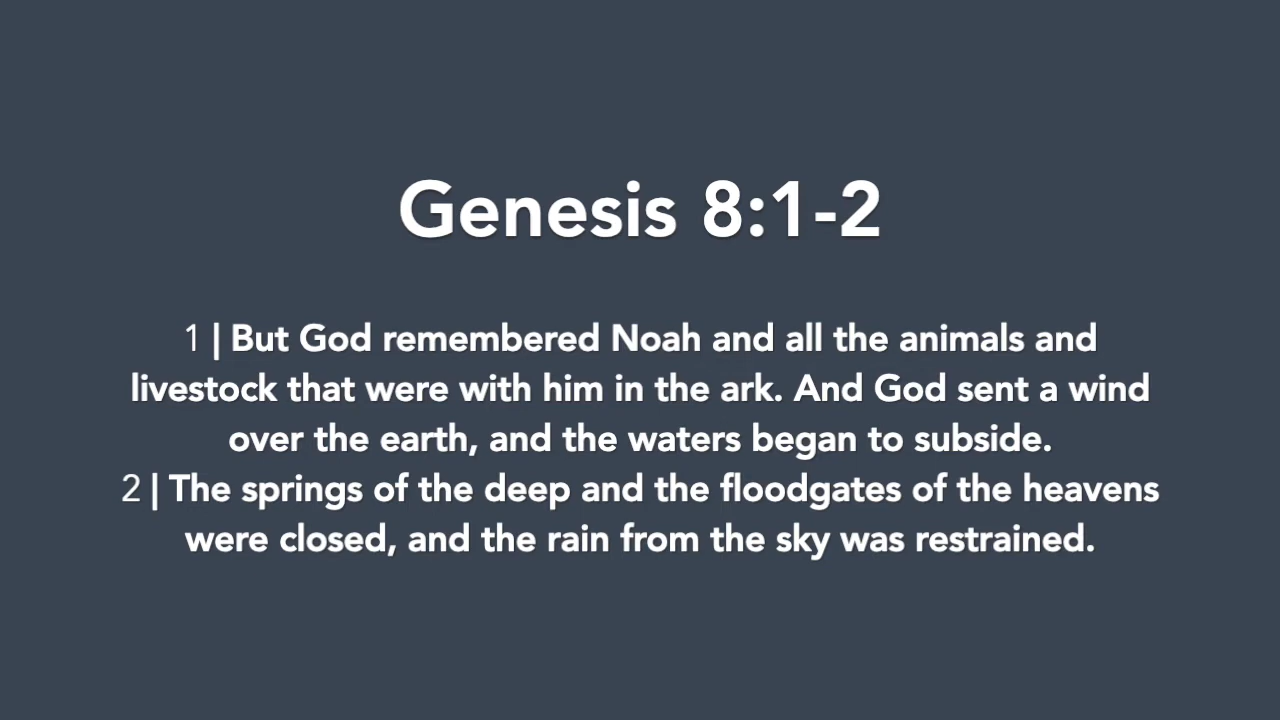 Genesis 8:1-2
1 | But God remembered Noah and all the animals and
livestock that were with him in the ark. And God sent a wind
over the earth, and the waters began to subside.
2 | The springs of the deep and the floodgates of the heavens
were closed, and the rain from the sky was restrained.